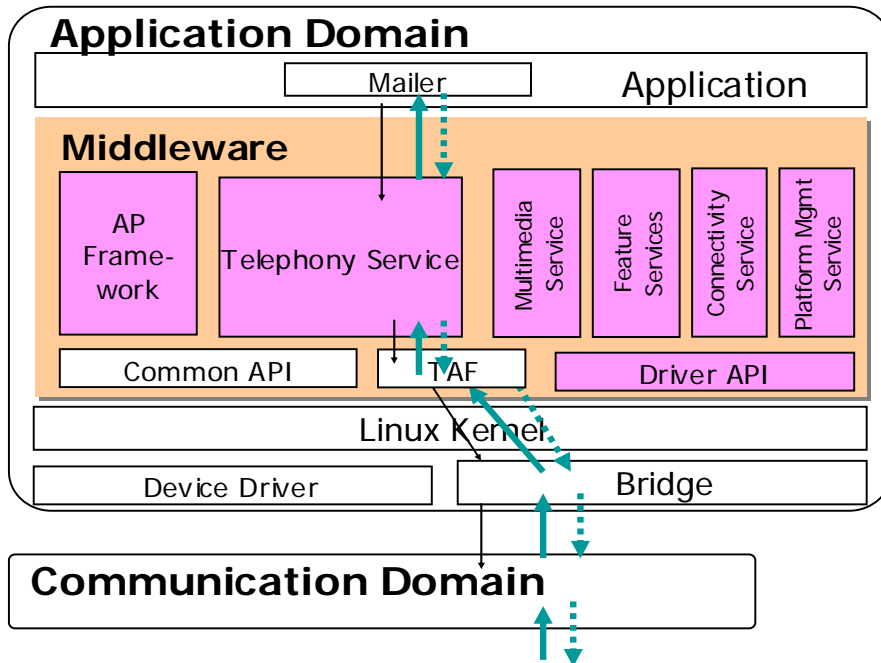 Application Domain
Mailer
Application
Middleware
AP
Frame-
work
Telephony Service
Multimedia
Service
Feature
Services
Connectivity
Service
Platform Mgmt
Service
Common API
TAF
Driver API
Linux Kernel
Device Driver
Bridge
Communication Domain